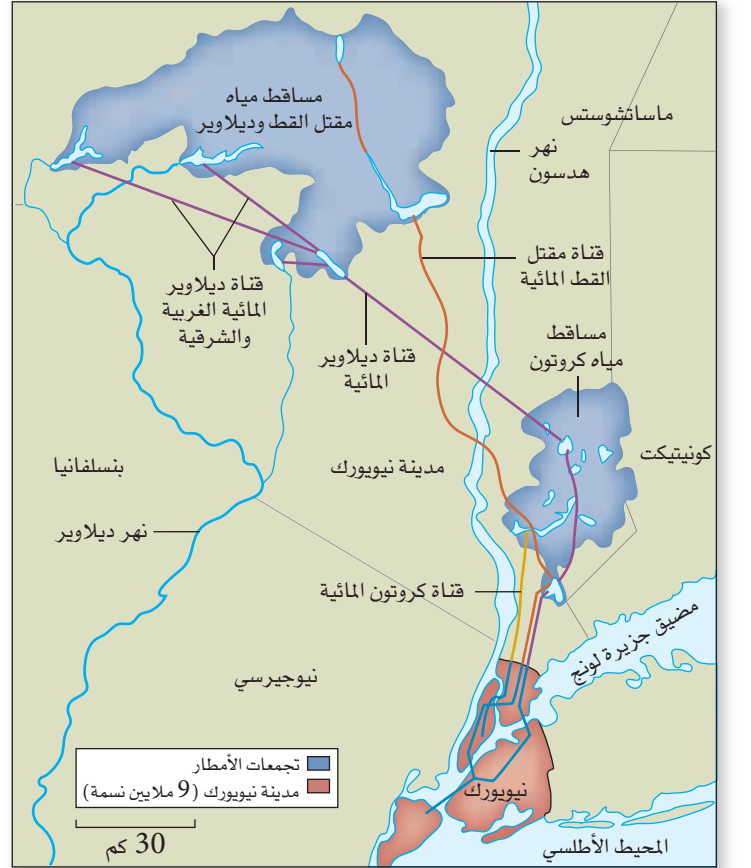 مساقط مياه
مقتل القط وديلاوير
ماساتشوستس
نهر
هدسون
قناة مقتل
القط المائية
قناة ديلاوير
المائية الغربية
والشرقية
مساقط
مياه كروتون
قناة ديلاوير
المائية
كونيتيكت
بنسلفانيا
مدينة نيويورك
نهر ديلاوير
قناة كروتون المائية
مضيق جزيرة لونج
نيوجيرسي
تجمعات الأمطار
مدينة نيويورك (9 ملايين نسمة)
نيويورك
30 كم
المحيط الأطلسي